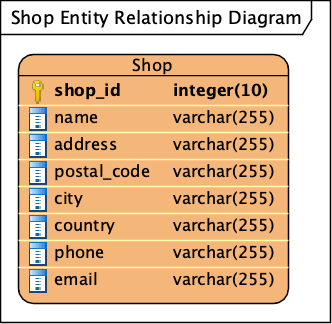 Shop Entity Relationship Diagram
Shop
shop_id integer(10)
name varchar(255)
address varchar(255)
postal_code varchar(255)
city varchar(255)
country varchar(255)
phone varchar(255)
email varchar(255)